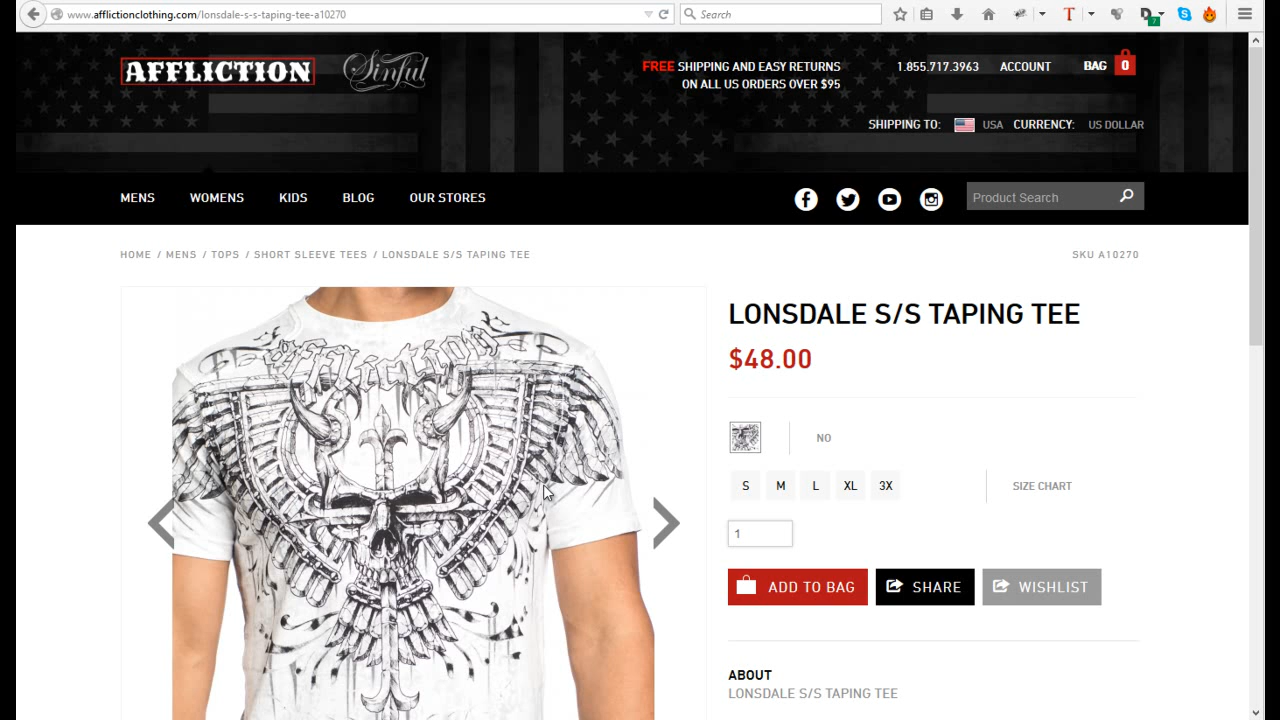 www.afflictionclothing.com/lonsdale-s-s-taping-tee-a10270
Search
T
D
7
AFFLICTION
Sinful
FREE SHIPPING AND EASY RETURNS
ON ALL US ORDERS OVER $95
1.855.717.3963
ACCOUNT
BAG 0
SHIPPING TO: USA CURRENCY: US DOLLAR
MENS
WOMENS
KIDS
BLOG
OUR STORES
Product Search
HOME / MENS / TOPS / SHORT SLEEVE TEES / LONSDALE S/S TAPING TEE
SKU A10270
Affliction
LONSDALE S/S TAPING TEE
$48.00
NO
S M L XL 3X
SIZE CHART
1
ADD TO BAG
SHARE
WISHLIST
ABOUT
LONSDALE S/S TAPING TEE